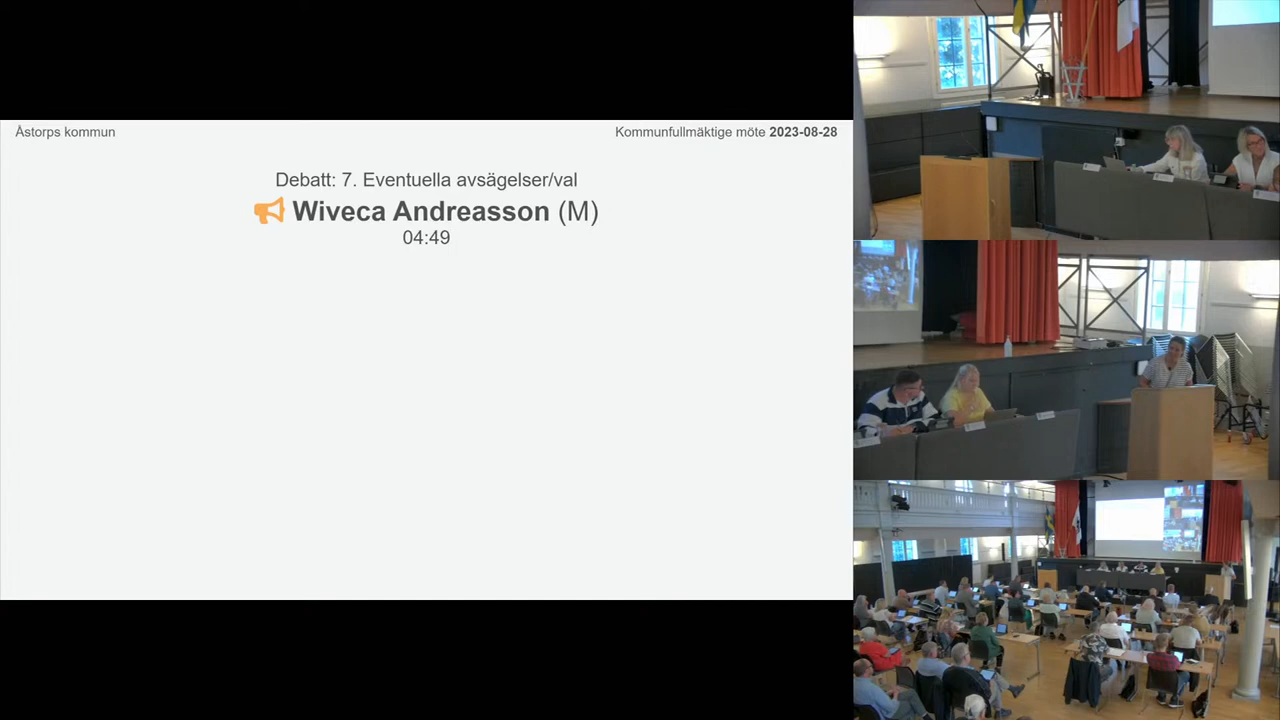 Åstorps kommun
Kommunfullmäktige möte 2023-08-28
Debatt: 7. Eventuella avsägelser/val
Wiveca Andreasson (M)
04:49